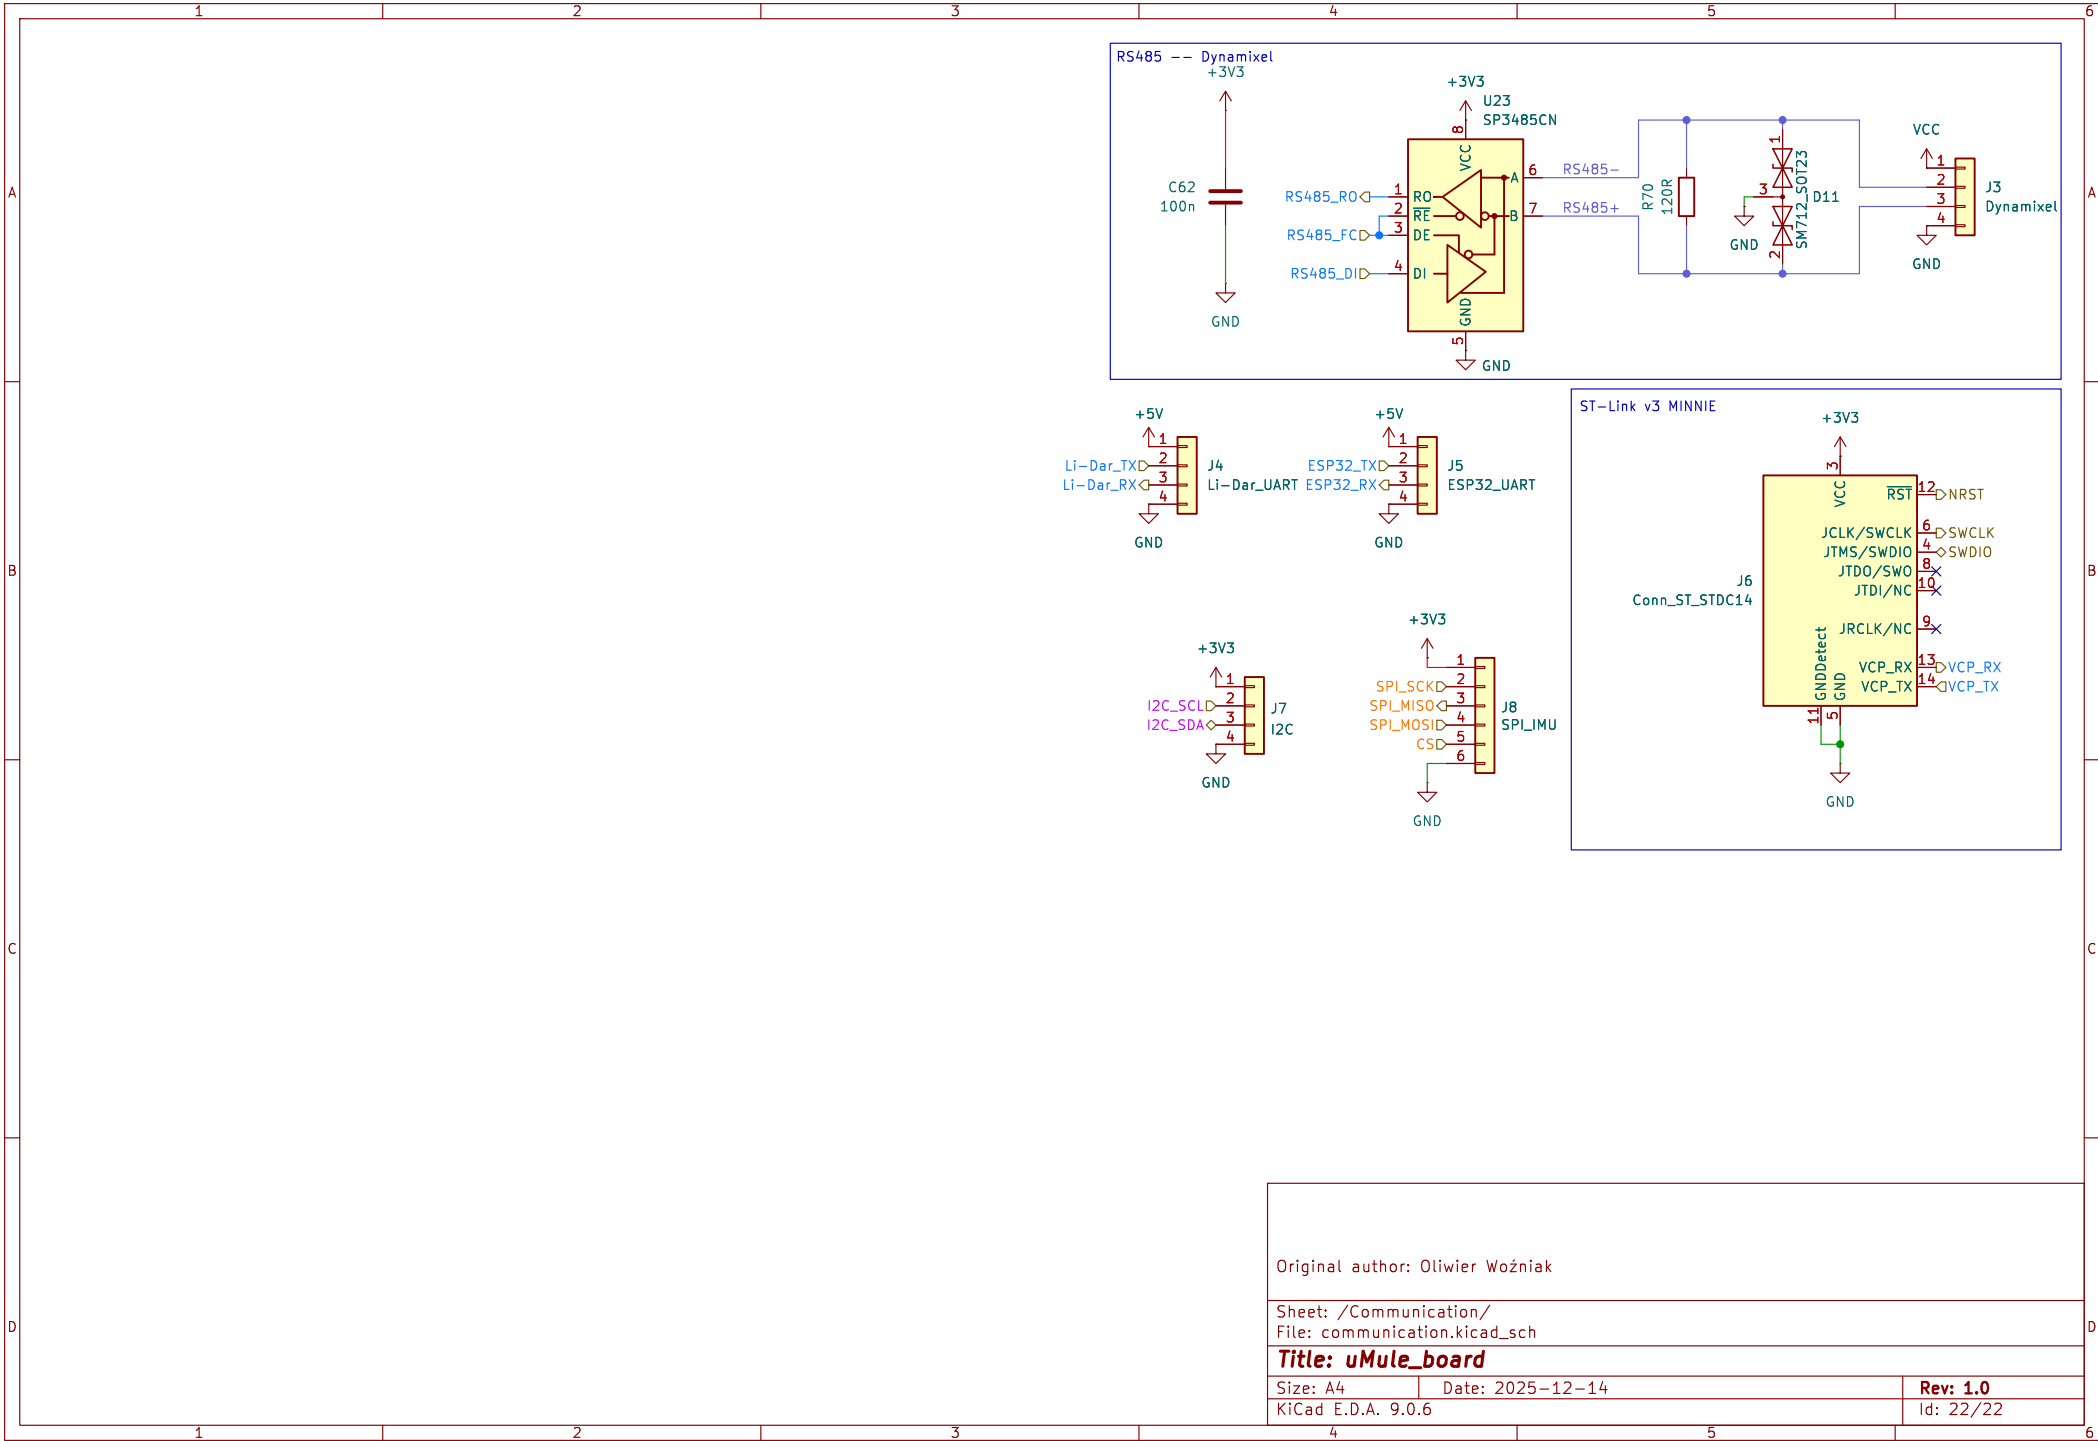 1 2 3 4 5 6
RS485 -- Dynamixel
+3V3
C62
100n
GND
+3V3
U23
SP3485CN
8
VCC
RS485_RO
1
RO
RS485_FC
2
RE
3
DE
RS485_DI
4
DI
6
A
7
B
GND
5
GND
RS485-
RS485+
R70
120R
1
3
2
SM712_SOT23
D11
GND
VCC
1
2
3
4
J3
Dynamixel
GND
A
A
+5V
1
Li-Dar_TX
2
Li-Dar_RX
3
4
J4
Li-Dar_UART
GND
+5V
1
ESP32_TX
2
ESP32_RX
3
4
J5
ESP32_UART
GND
ST-Link v3 MINNIE
+3V3
3
VCC
RST
12
NRST
JCLK/SWCLK
6
SWCLK
JTMS/SWDIO
4
SWDIO
JTDO/SWO
8
JTDI/NC
10
JRCLK/NC
9
VCP_RX
13
VCP_RX
VCP_TX
14
VCP_TX
GNDDetect
GND
11
5
J6
Conn_ST_STDC14
GND
B
B
+3V3
1
I2C_SCL
2
I2C_SDA
3
4
J7
I2C
GND
+3V3
1
SPI_SCK
2
SPI_MISO
3
SPI_MOSI
4
CS
5
6
J8
SPI_IMU
GND
C
C
D
D
Original author: Oliwier Woźniak
Sheet: /Communication/
File: communication.kicad_sch
Title: uMule_board
Size: A4 Date: 2025-12-14 Rev: 1.0
KiCad E.D.A. 9.0.6 Id: 22/22
1 2 3 4 5 6